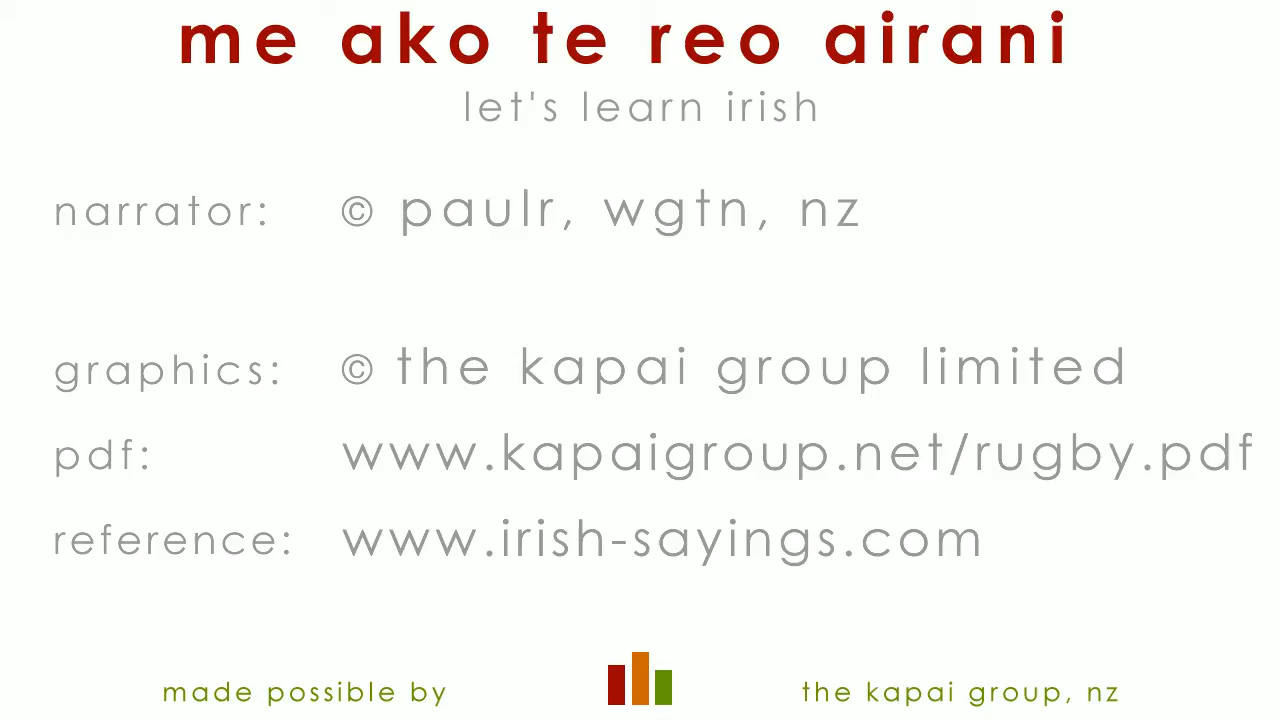 me ako te reo airani
let's learn irish
narrator: © paulr, wgtn, nz
graphics: © the kapai group limited
pdf: www.kapaigroup.net/rugby.pdf
reference: www.irish-sayings.com
made possible by the kapai group, nz